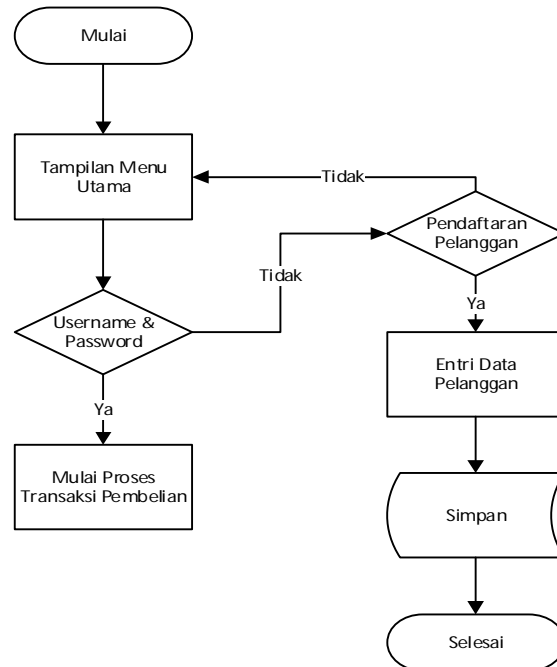 Mulai
Tampilan Menu
Utama
Tidak
Pendaftaran
Pelanggan
Tidak
Username &
Password
Ya
Entri Data
Pelanggan
Ya
Mulai Proses
Transaksi Pembelian
Simpan
Selesai